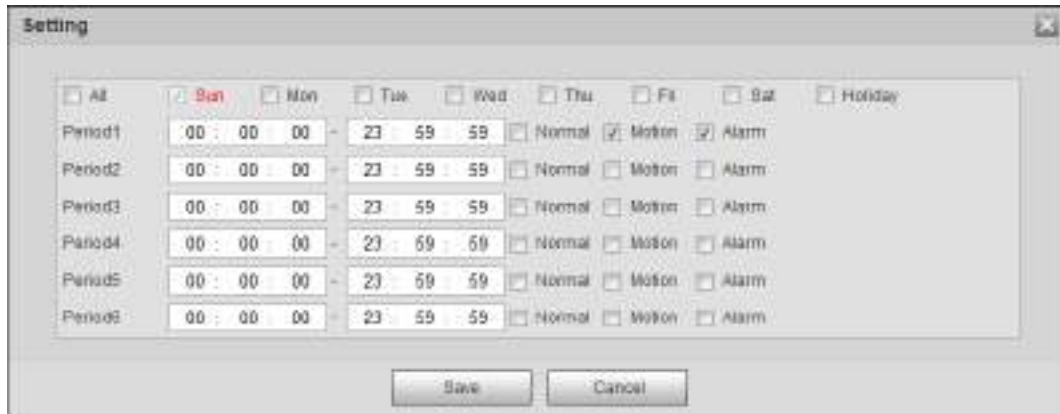 Setting
All Sun Mon Tue Wed Thu Fri Sat Holiday
Period1 00 : 00 : 00 - 23 : 59 : 59 Normal Motion Alarm
Period2 00 : 00 : 00 - 23 : 59 : 59 Normal Motion Alarm
Period3 00 : 00 : 00 - 23 : 59 : 59 Normal Motion Alarm
Period4 00 : 00 : 00 - 23 : 59 : 59 Normal Motion Alarm
Period5 00 : 00 : 00 - 23 : 59 : 59 Normal Motion Alarm
Period6 00 : 00 : 00 - 23 : 59 : 59 Normal Motion Alarm
Save Cancel